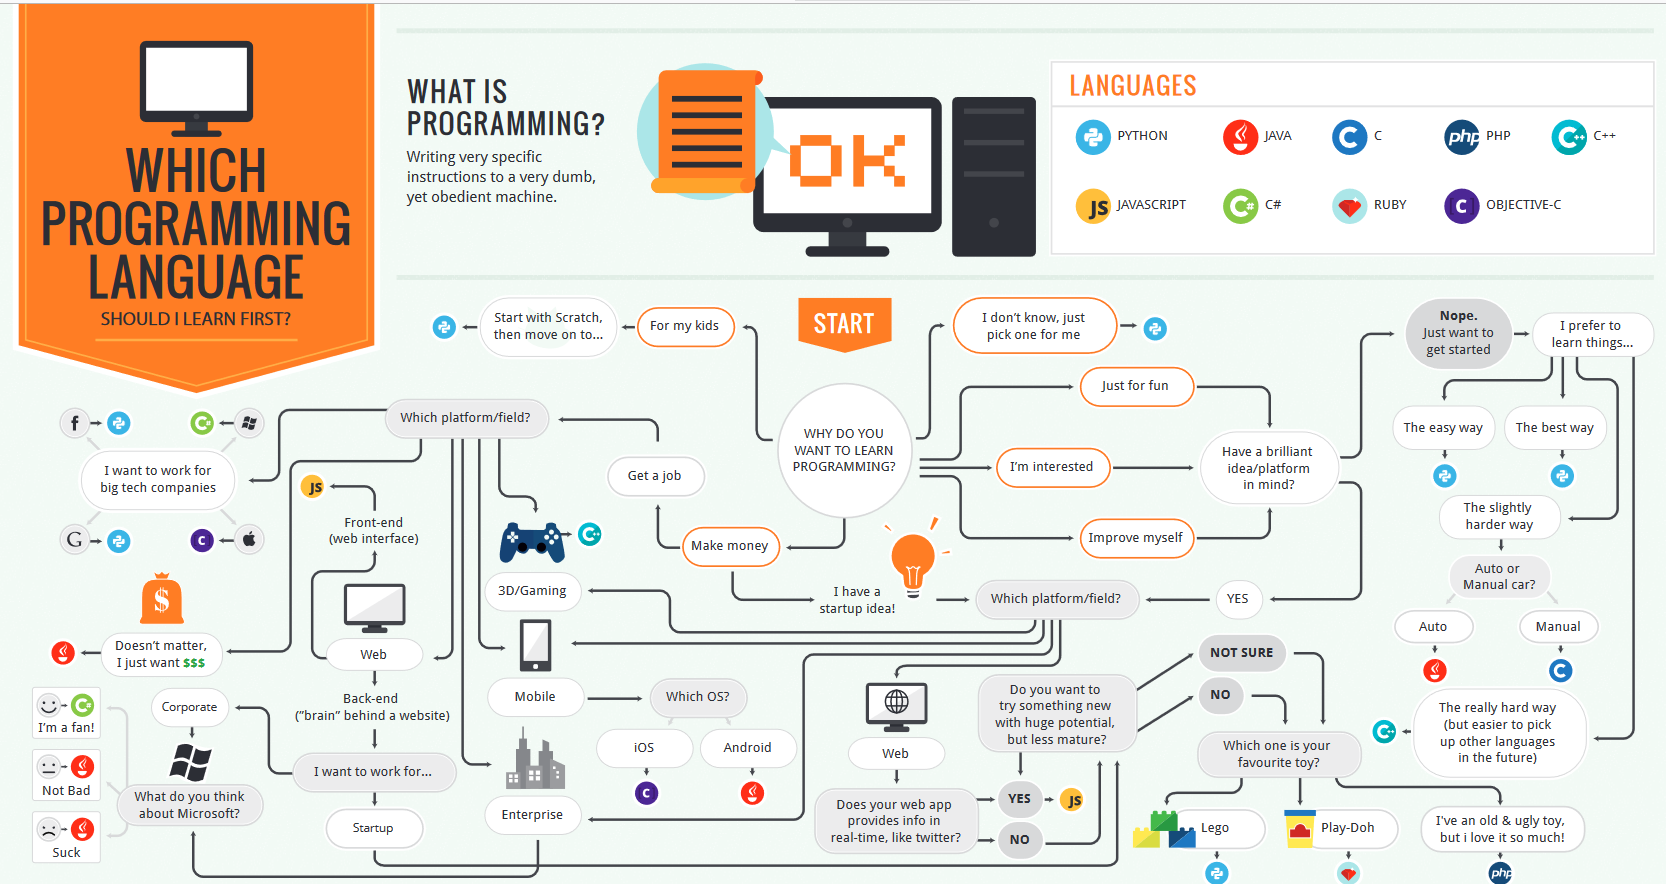 WHICH
PROGRAMMING
LANGUAGE
SHOULD I LEARN FIRST?
WHAT IS
PROGRAMMING?
Writing very specific
instructions to a very dumb,
yet obedient machine.
OK
LANGUAGES
PYTHON
JAVA
C
C
php
PHP
C++
C++
JS
JAVASCRIPT
C#
C#
RUBY
[C]
OBJECTIVE-C
START
WHY DO YOU
WANT TO LEARN
PROGRAMMING?
For my kids
Start with Scratch,
then move on to...
I don't know, just
pick one for me
Just for fun
I'm interested
Improve myself
Have a brilliant
idea/platform
in mind?
Nope.
Just want to
get started
I prefer to
learn things...
The easy way
The best way
The slightly
harder way
Auto or
Manual car?
Auto
Manual
C
The really hard way
(but easier to pick
up other languages
in the future)
C++
YES
Which platform/field?
I have a
startup idea!
Make money
Get a job
Which platform/field?
f
C#
I want to work for
big tech companies
G
C
$
Doesn't matter,
I just want $$$
JS
Front-end
(web interface)
Web
Back-end
("brain" behind a website)
I want to work for...
Corporate
Startup
What do you think
about Microsoft?
C#
I'm a fan!
Not Bad
Suck
C++
3D/Gaming
Mobile
Which OS?
iOS
Android
C
Enterprise
Web
Does your web app
provides info in
real-time, like twitter?
YES
JS
NO
Do you want to
try something new
with huge potential,
but less mature?
NOT SURE
NO
Which one is your
favourite toy?
Lego
Play-Doh
I've an old & ugly toy,
but i love it so much!
php